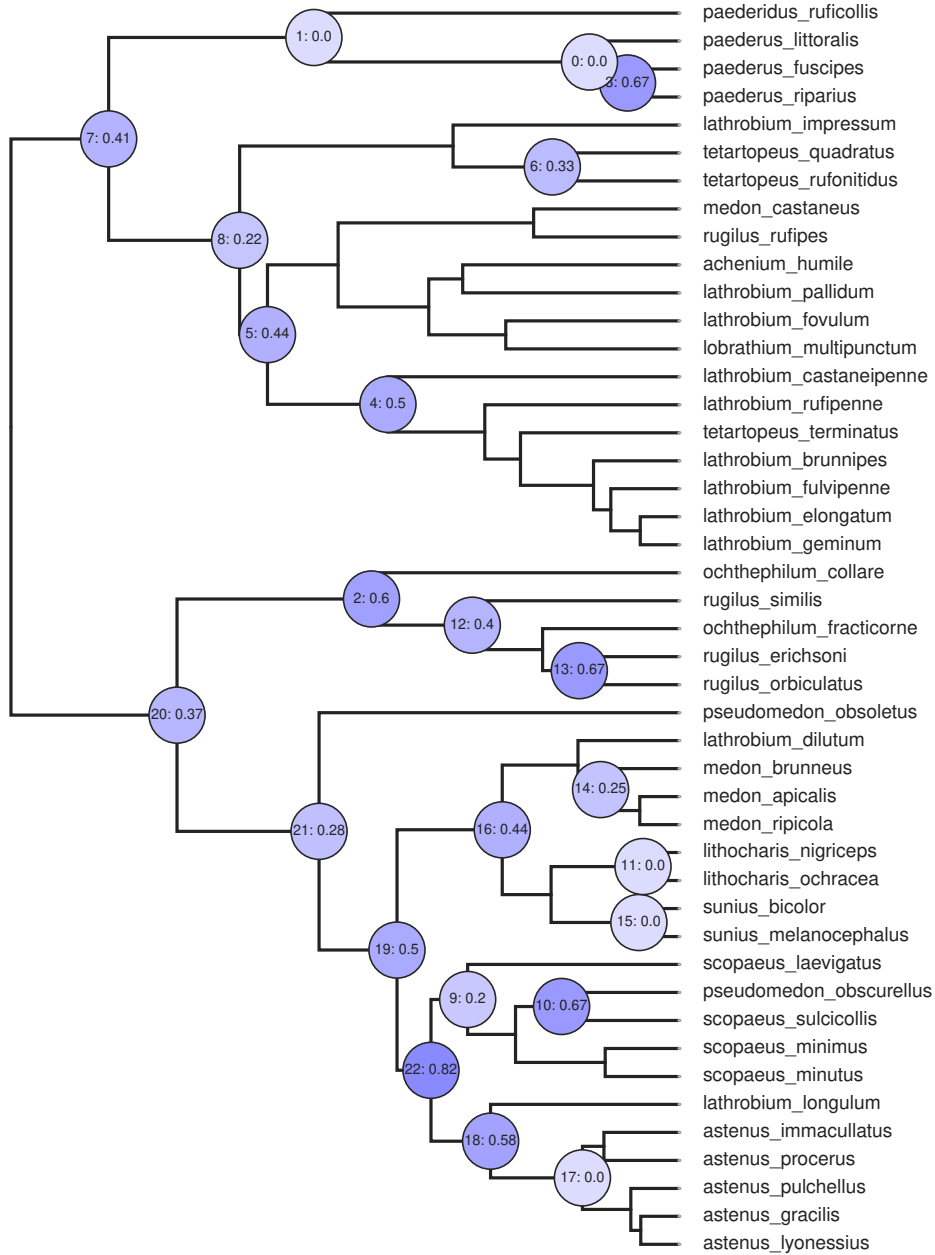 paederidus_ruficollis
1: 0.0
paederus_littoralis
0: 0.0
paederus_fuscipes
3: 0.67
paederus_riparius
lathrobium_impressum
7: 0.41
tetartopeus_quadratus
6: 0.33
tetartopeus_rufonitidus
medon_castaneus
rugilus_rufipes
8: 0.22
achenium_humile
lathrobium_pallidum
lathrobium_fovulum
5: 0.44
lobrathium_multipunctum
lathrobium_castaneipenne
4: 0.5
lathrobium_rufipenne
tetartopeus_terminatus
lathrobium_brunnipes
lathrobium_fulvipenne
lathrobium_elongatum
lathrobium_geminum
ochthephilum_collare
2: 0.6
rugilus_similis
12: 0.4
ochthephilum_fracticorne
rugilus_erichsoni
13: 0.67
rugilus_orbiculatus
pseudomedon_obsoletus
20: 0.37
lathrobium_dilutum
medon_brunneus
14: 0.25
medon_apicalis
medon_ripicola
21: 0.28
16: 0.44
lithocharis_nigriceps
11: 0.0
lithocharis_ochracea
sunius_bicolor
15: 0.0
sunius_melanocephalus
19: 0.5
scopaeus_laevigatus
pseudomedon_obscurellus
9: 0.2
10: 0.67
scopaeus_sulcicollis
scopaeus_minimus
22: 0.82
scopaeus_minutus
lathrobium_longulum
astenus_immacullatus
18: 0.58
astenus_procerus
17: 0.0
astenus_pulchellus
astenus_gracilis
astenus_lyonessius